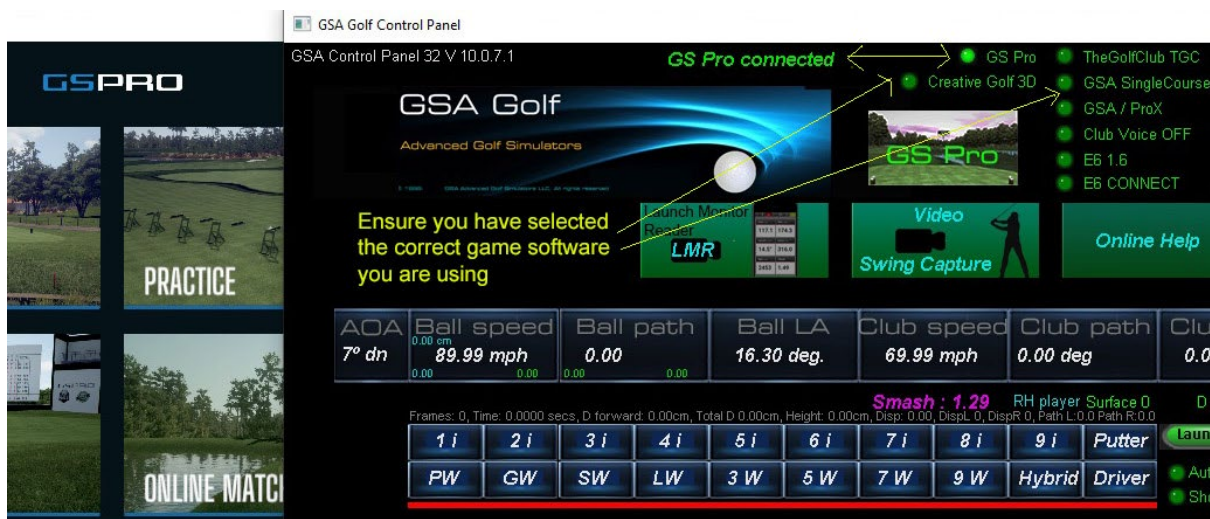 GSA Golf Control Panel
GSA Control Panel 32 V 10.0.7.1
GS Pro connected
GS Pro
TheGolfClub TGC
Creative Golf 3D
GSA SingleCourse
GSA / ProX
Club Voice OFF
E6 1.6
E6 CONNECT
GSPRO
GSA Golf
Advanced Golf Simulators
GS Pro
Ensure you have selected
the correct game software
you are using
Launch Monitor
Reader
LMR
Video
Swing Capture
Online Help
PRACTICE
ONLINE MATC
AOA
7º dn
Ball speed
0.00 cm
89.99 mph
0.00 0.00
Ball path
0.00
0.00 0.00
Ball LA
16.30 deg.
Club speed
69.99 mph
Club path
0.00 deg
Clu
0.0
Smash : 1.29
RH player Surface 0
D
Frames: 0, Time: 0.0000 secs, D forward: 0.00cm, Total D 0.00cm, Height: 0.00cm, Disp: 0.00, DispL 0, DispR 0, Path L:0.0 Path R:0.0
1 i 2 i 3 i 4 i 5 i 6 i 7 i 8 i 9 i Putter
Laun
PW GW SW LW 3 W 5 W 7 W 9 W Hybrid Driver
Aut
Sho